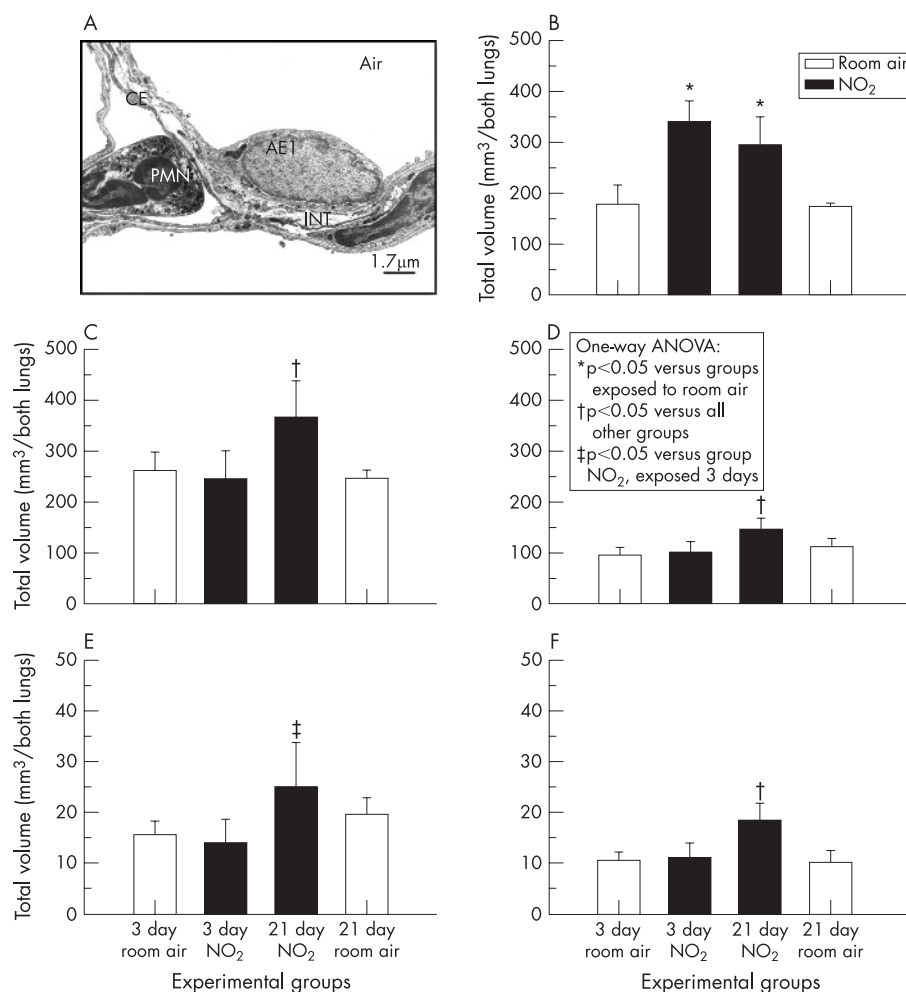 A
Air
CE
AE1
PMN
INT
1.7μm
B
Total volume (mm³/both lungs)
500
400
300
200
100
0
Room air
NO₂
*
*
C
Total volume (mm³/both lungs)
500
400
300
200
100
0
†
D
500
400
300
200
100
0
One-way ANOVA:
*p<0.05 versus groups
exposed to room air
†p<0.05 versus all
other groups
‡p<0.05 versus group
NO₂, exposed 3 days
†
E
Total volume (mm³/both lungs)
50
40
30
20
10
0
‡
3 day room air
3 day NO₂
21 day NO₂
21 day room air
Experimental groups
F
50
40
30
20
10
0
†
3 day room air
3 day NO₂
21 day NO₂
21 day room air
Experimental groups